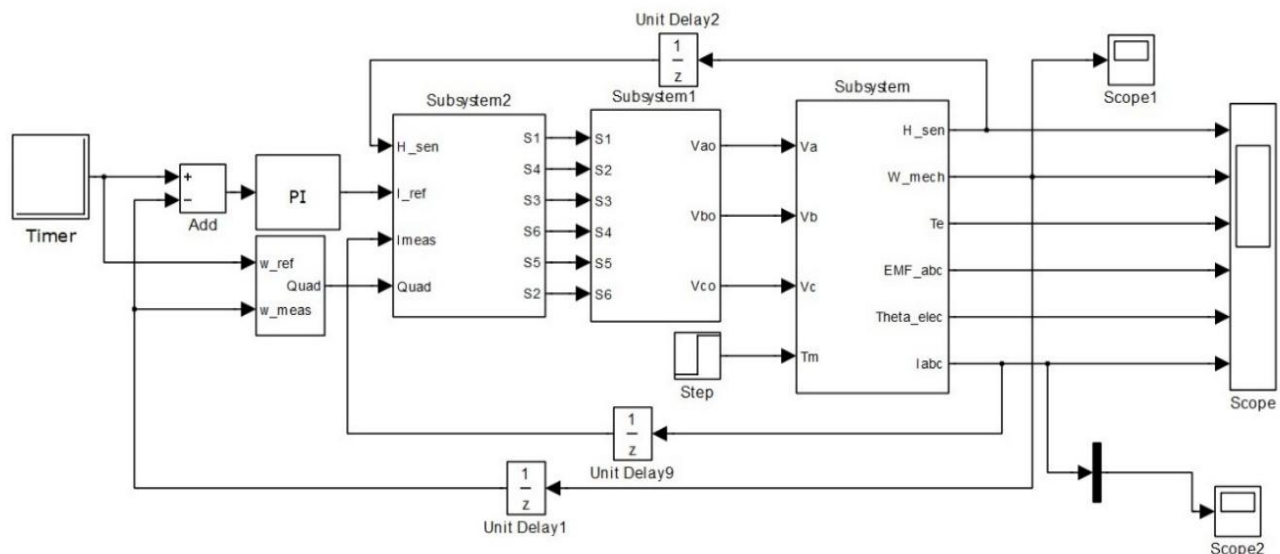 Unit Delay2
1
z
Scope1
Subsystem2
Subsystem1
Subsystem
H_sen
I_ref
Imeas
Quad
S1
S4
S3
S6
S5
S2
S1
S2
S3
S4
S5
S6
Vao
Vbo
Vco
Va
Vb
Vc
Tm
H_sen
W_mech
Te
EMF_abc
Theta_elec
Iabc
Timer
+
−
Add
PI
w_ref
w_meas
Quad
Step
Scope
1
z
Unit Delay9
1
z
Unit Delay1
Scope2